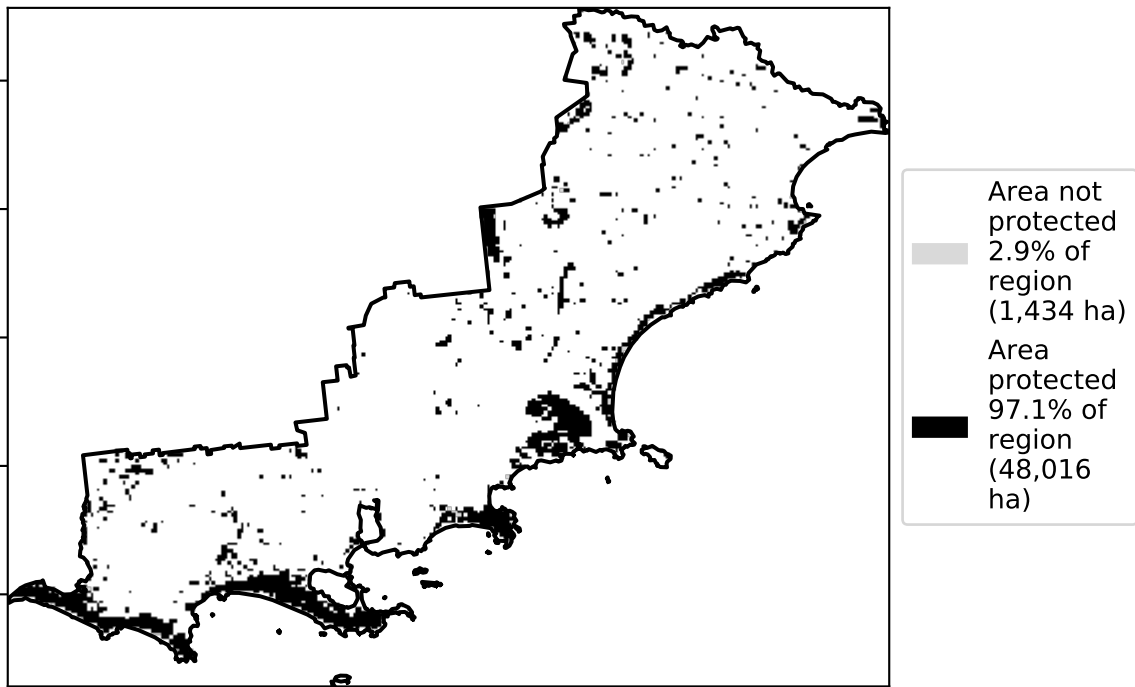 Area not
protected
2.9% of
region
(1,434 ha)
Area
protected
97.1% of
region
(48,016
ha)